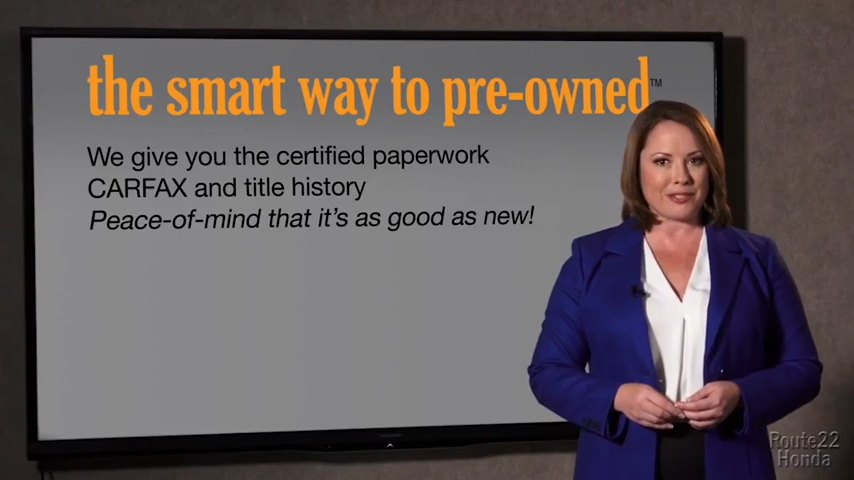 the smart way to pre-owned™
We give you the certified paperwork
CARFAX and title history
Peace-of-mind that it's as good as new!
Route22
Honda